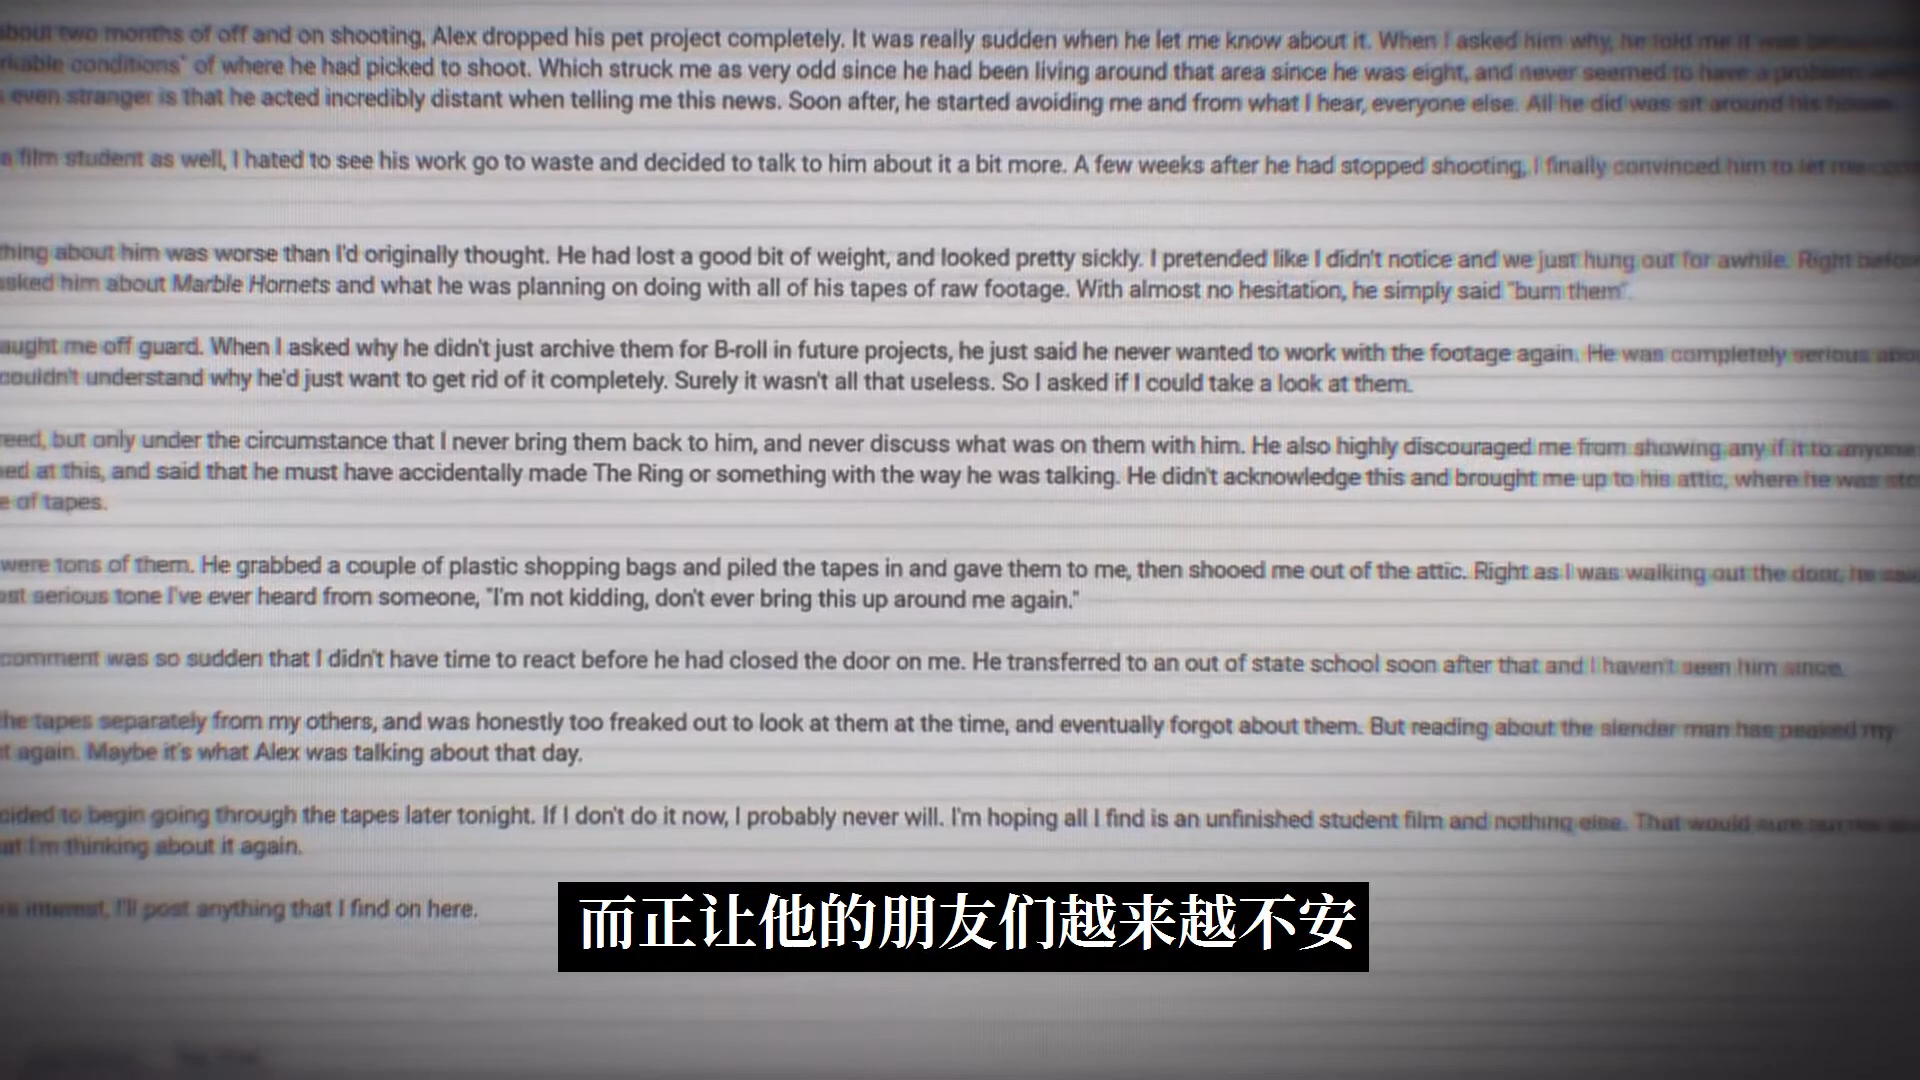 about two months of off and on shooting, Alex dropped his pet project completely. It was really sudden when he let me know about it. When I asked him why, he told me it was
conditions" of where he had picked to shoot. Which struck me as very odd since he had been living around that area since he was eight, and never seemed to have a problem
even stranger is that he acted incredibly distant when telling me this news. Soon after, he started avoiding me and from what I hear, everyone else. All he did was sit around his house
a film student as well, I hated to see his work go to waste and decided to talk to him about it a bit more. A few weeks after he had stopped shooting, I finally convinced him to let me
thing about him was worse than I'd originally thought. He had lost a good bit of weight, and looked pretty sickly. I pretended like I didn't notice and we just hung out for awhile. Right before
asked him about Marble Hornets and what he was planning on doing with all of his tapes of raw footage. With almost no hesitation, he simply said "burn them".
aught me off guard. When I asked why he didn't just archive them for B-roll in future projects, he just said he never wanted to work with the footage again. He was completely serious
couldn't understand why he'd just want to get rid of it completely. Surely it wasn't all that useless. So I asked if I could take a look at them.
reed, but only under the circumstance that I never bring them back to him, and never discuss what was on them with him. He also highly discouraged me from showing any if it to anyone
ed at this, and said that he must have accidentally made The Ring or something with the way he was talking. He didn't acknowledge this and brought me up to his attic, where he was
e of tapes.
were tons of them. He grabbed a couple of plastic shopping bags and piled the tapes in and gave them to me, then shooed me out of the attic. Right as I was walking out the door, he
ost serious tone I've ever heard from someone, "I'm not kidding, don't ever bring this up around me again."
comment was so sudden that I didn't have time to react before he had closed the door on me. He transferred to an out of state school soon after that and I haven't seen him since.
the tapes separately from my others, and was honestly too freaked out to look at them at the time, and eventually forgot about them. But reading about the slender man has peaked my
t again. Maybe it's what Alex was talking about that day.
cided to begin going through the tapes later tonight. If I don't do it now, I probably never will. I'm hoping all I find is an unfinished student film and nothing else. That would sure
at I'm thinking about it again.
interest, I'll post anything that I find on here.
而正让他的朋友们越来越不安